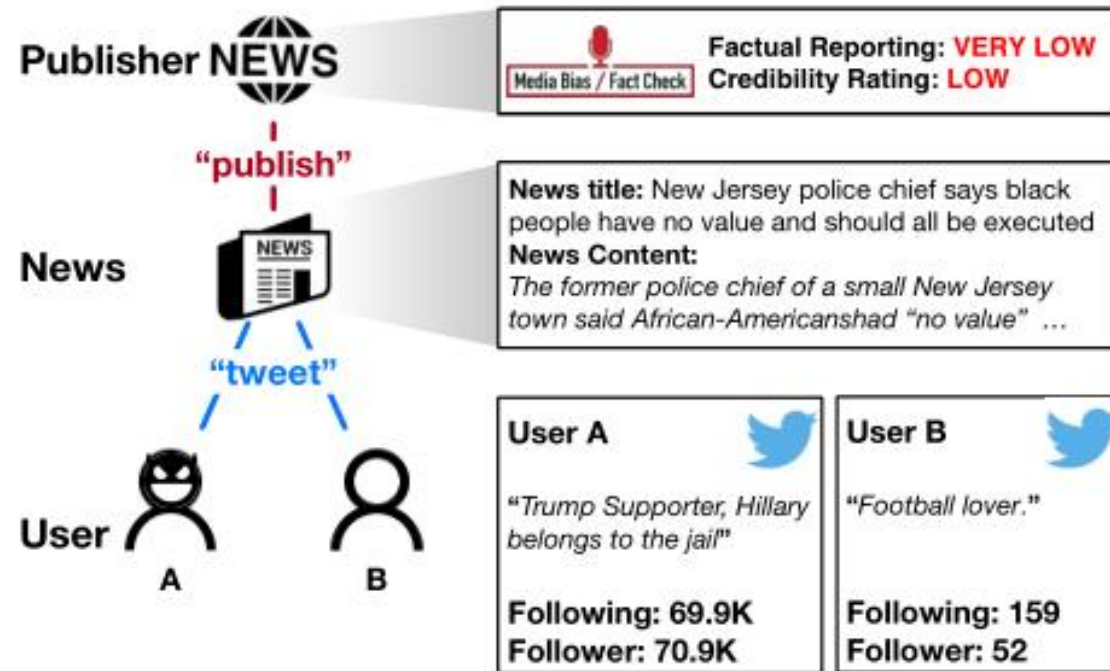 Publisher NEWS
Media Bias / Fact Check
Factual Reporting: VERY LOW
Credibility Rating: LOW
“publish”
News
NEWS
News title: New Jersey police chief says black
people have no value and should all be executed
News Content:
The former police chief of a small New Jersey
town said African-Americanshad “no value” ...
“tweet”
User
A
B
User A
“Trump Supporter, Hillary
belongs to the jail”
Following: 69.9K
Follower: 70.9K
User B
“Football lover.”
Following: 159
Follower: 52